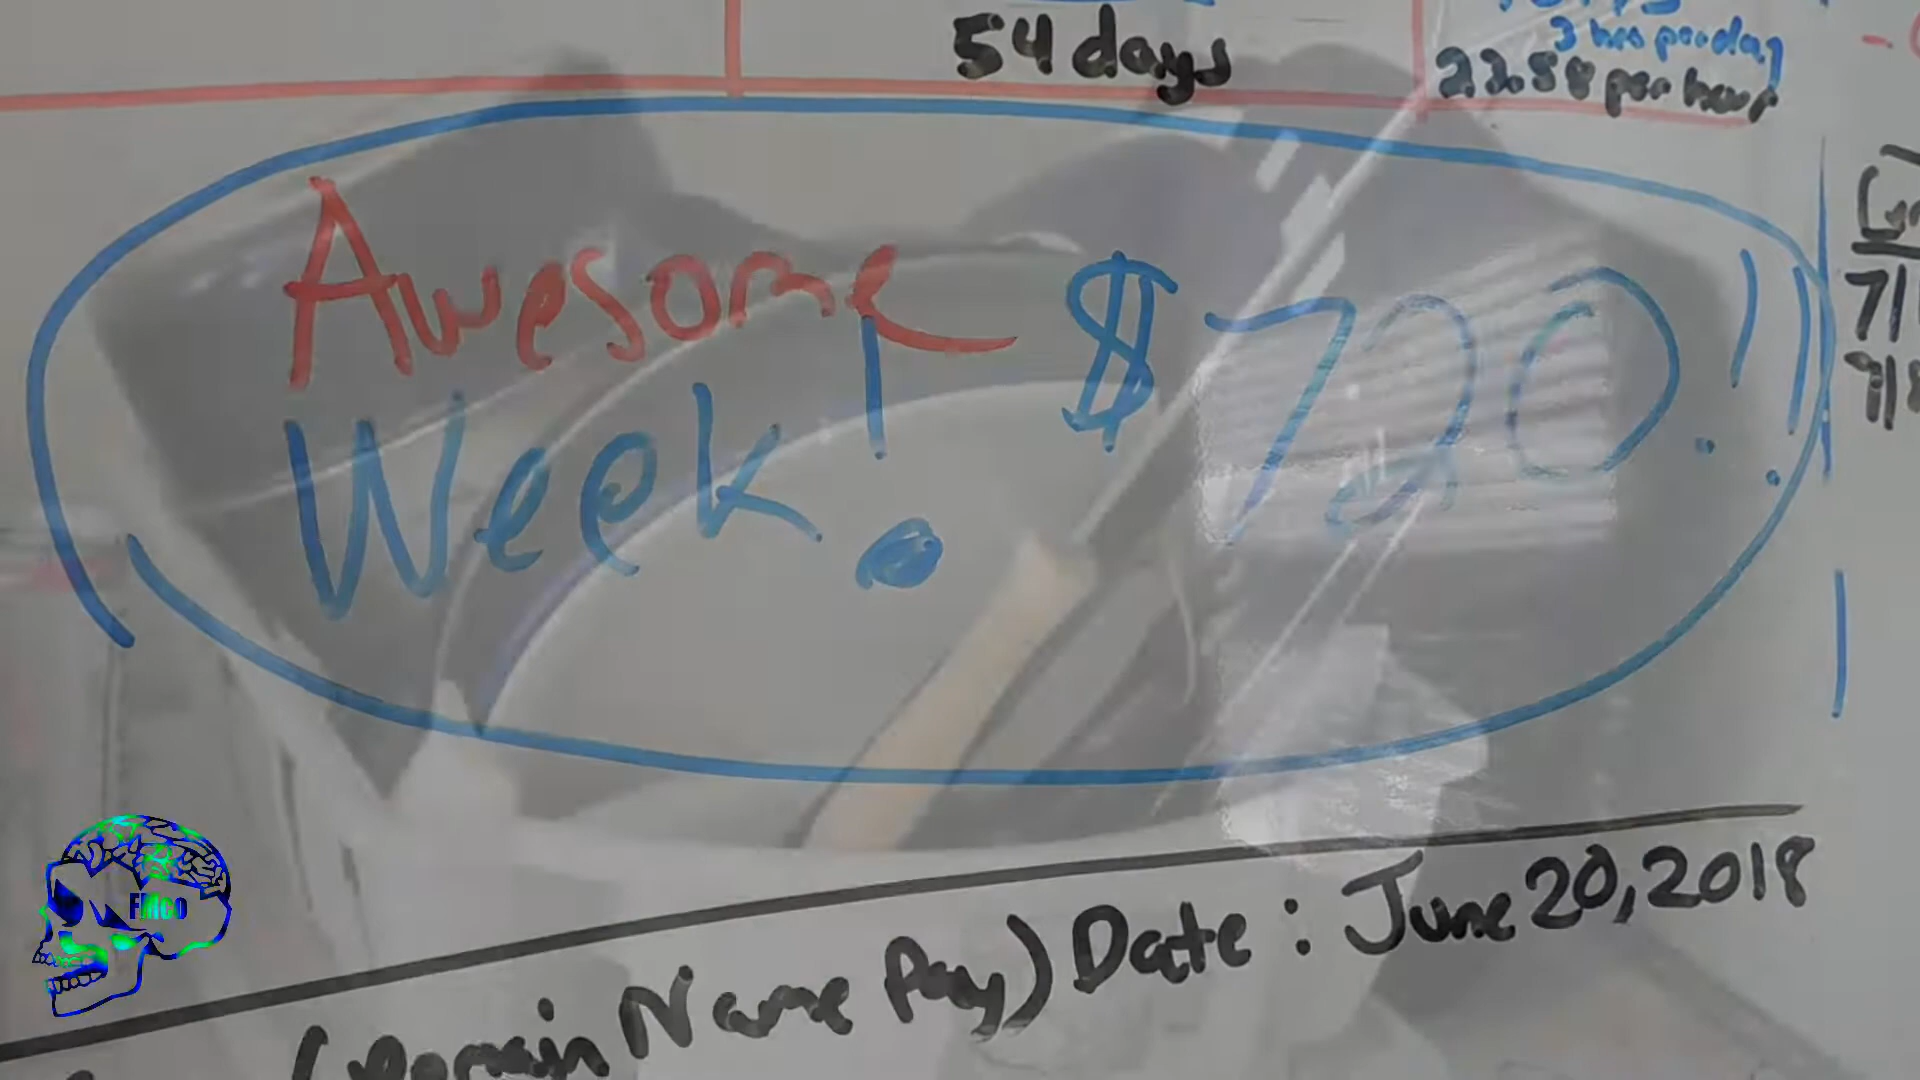 54 days
3 hrs per day
22.58 per hour
Awesome
Week! $720!!
(Domain Name Pay) Date: June 20, 2018
FMco